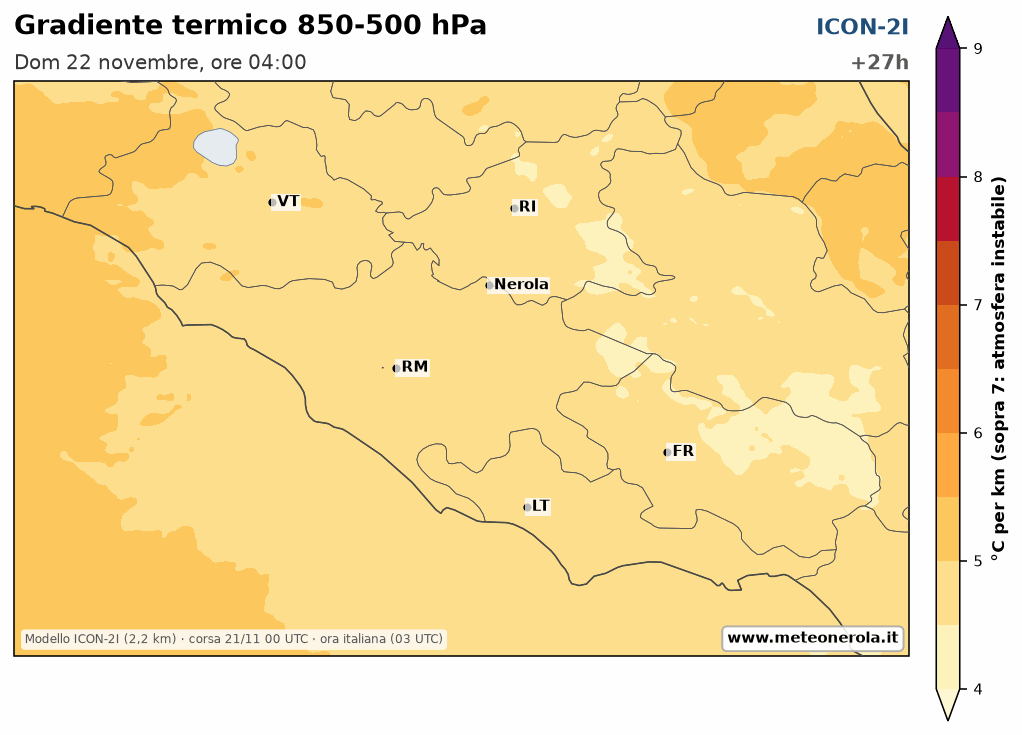 Gradiente termico 850-500 hPa
ICON-2I
Dom 22 novembre, ore 04:00
+27h
VT
RI
Nerola
RM
FR
LT
Modello ICON-2I (2,2 km) · corsa 21/11 00 UTC · ora italiana (03 UTC)
www.meteonerola.it
9
8
7
6
5
4
°C per km (sopra 7: atmosfera instabile)